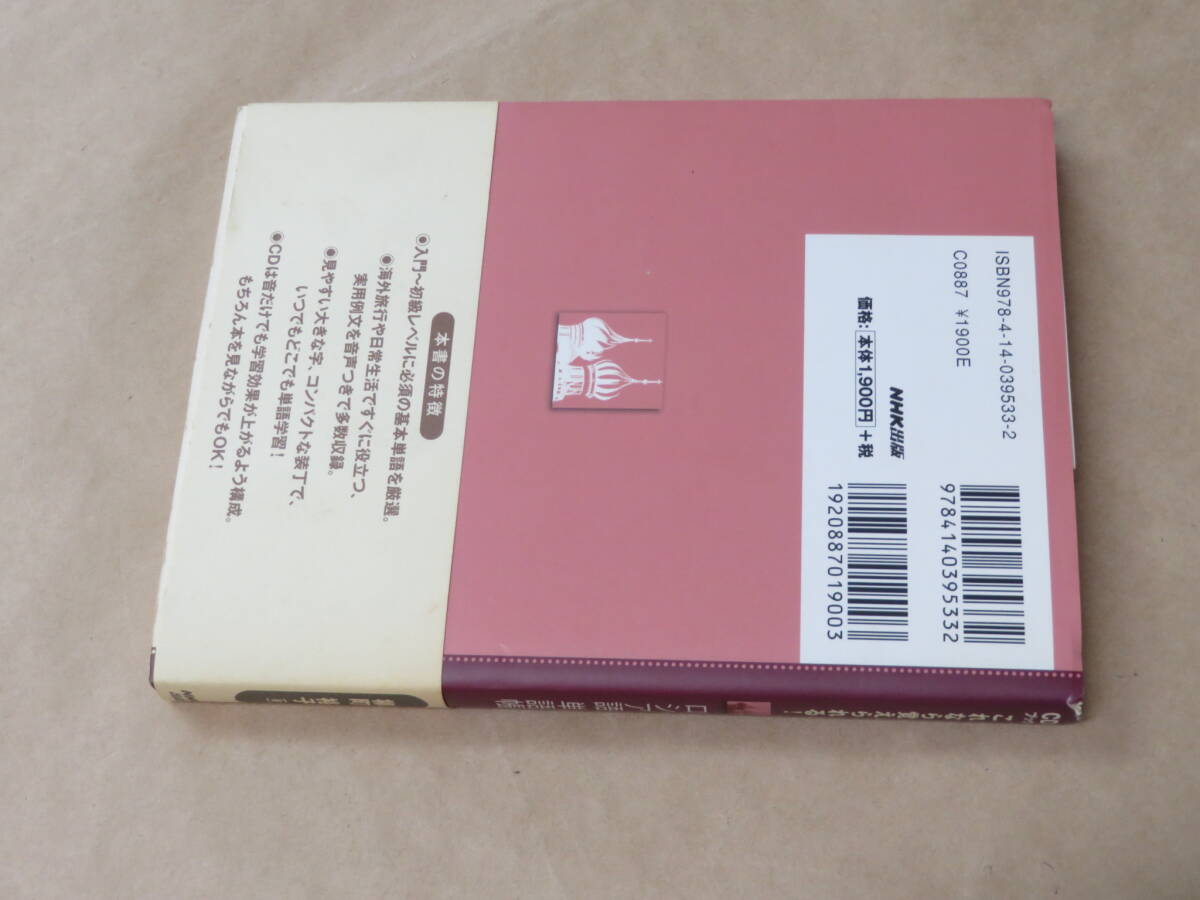 ISBN978-4-14-039533-2
C0887 ¥1900E
価格：本体1,900円＋税
NHK出版
9784140395332
1920887019003
本書の特徴
◉入門〜初級レベルに必須の基本単語を厳選。
◉海外旅行や日常生活ですぐに役立つ、
実用例文を音声つきで多数収録。
◉見やすい大きな字、コンパクトな装丁で、
いつでもどこでも単語学習！
◉CDは音だけでも学習効果が上がるよう構成。
もちろん本を見ながらでもOK！
これなら覚えられる！
ロシア語単語帳